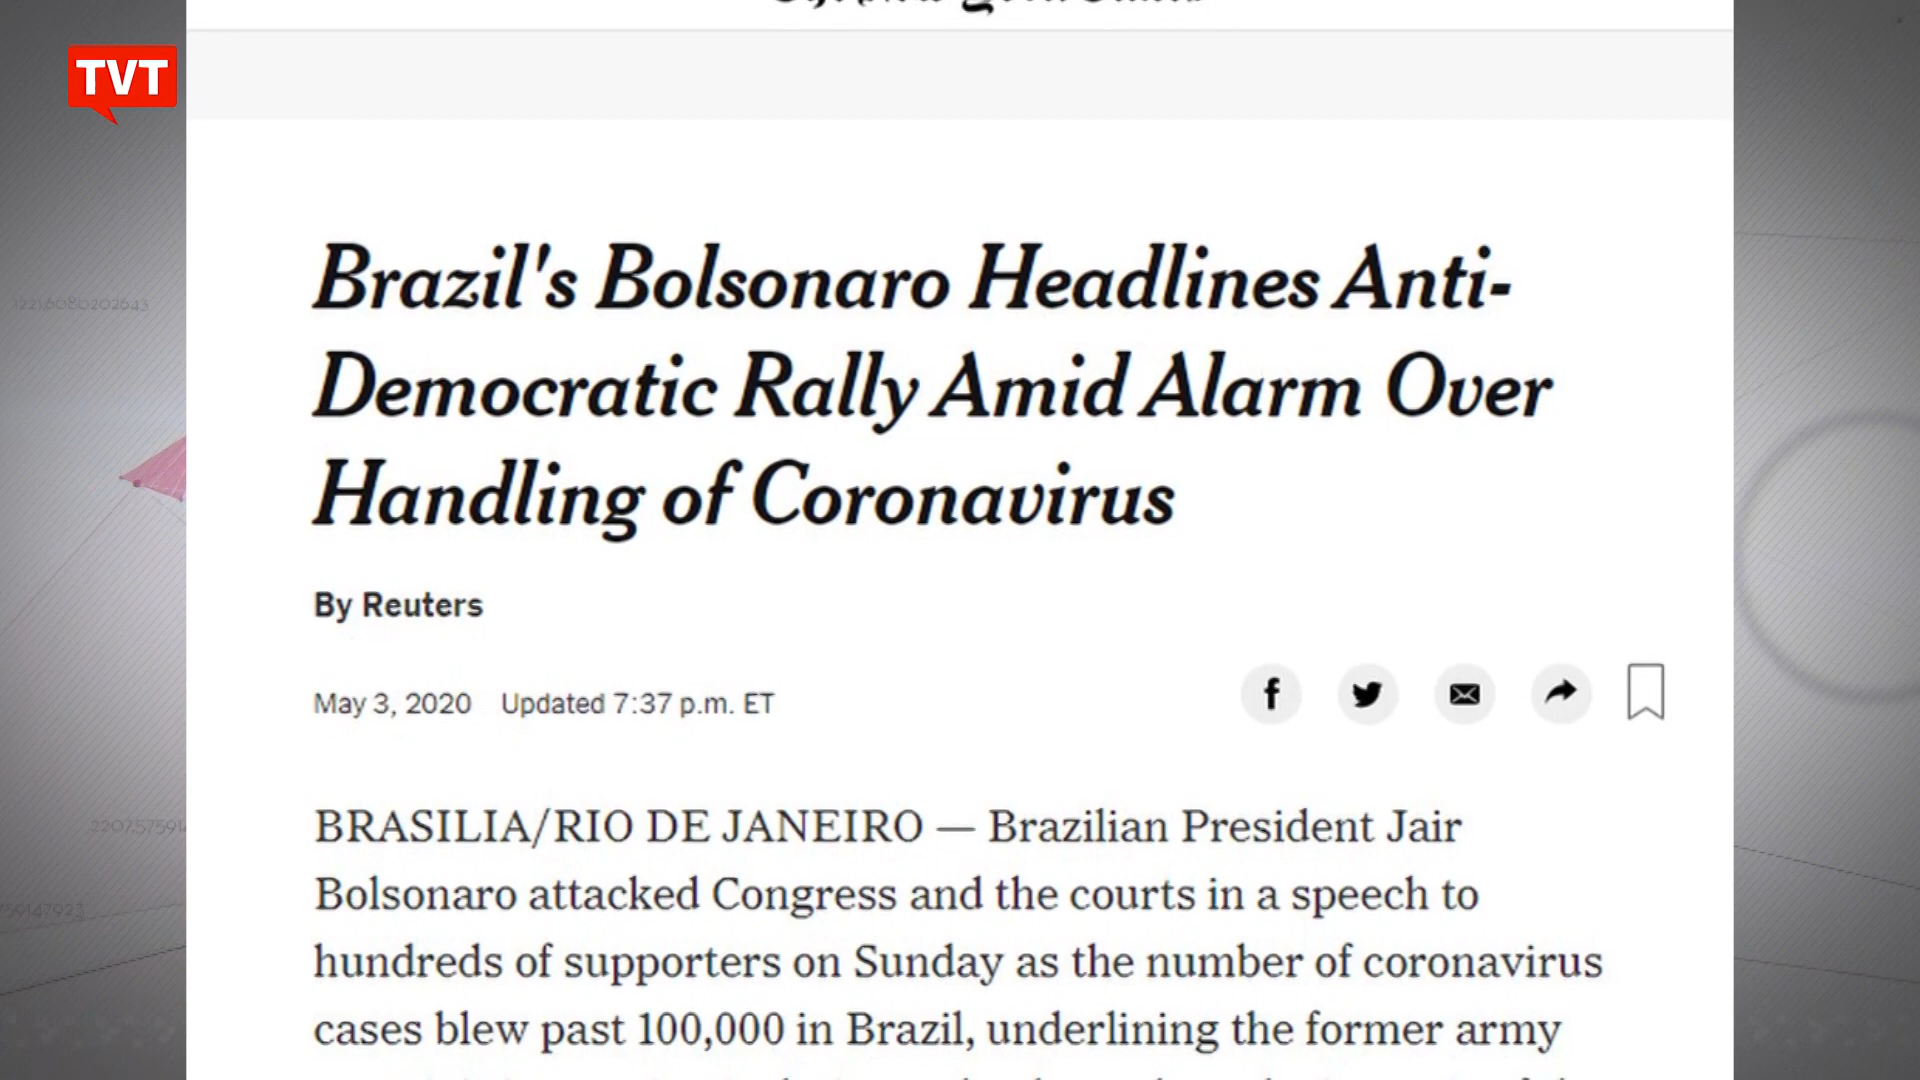 TVT
Brazil's Bolsonaro Headlines Anti-
Democratic Rally Amid Alarm Over
Handling of Coronavirus
By Reuters
May 3, 2020 Updated 7:37 p.m. ET
BRASILIA/RIO DE JANEIRO — Brazilian President Jair
Bolsonaro attacked Congress and the courts in a speech to
hundreds of supporters on Sunday as the number of coronavirus
cases blew past 100,000 in Brazil, underlining the former army
1221,6080202643